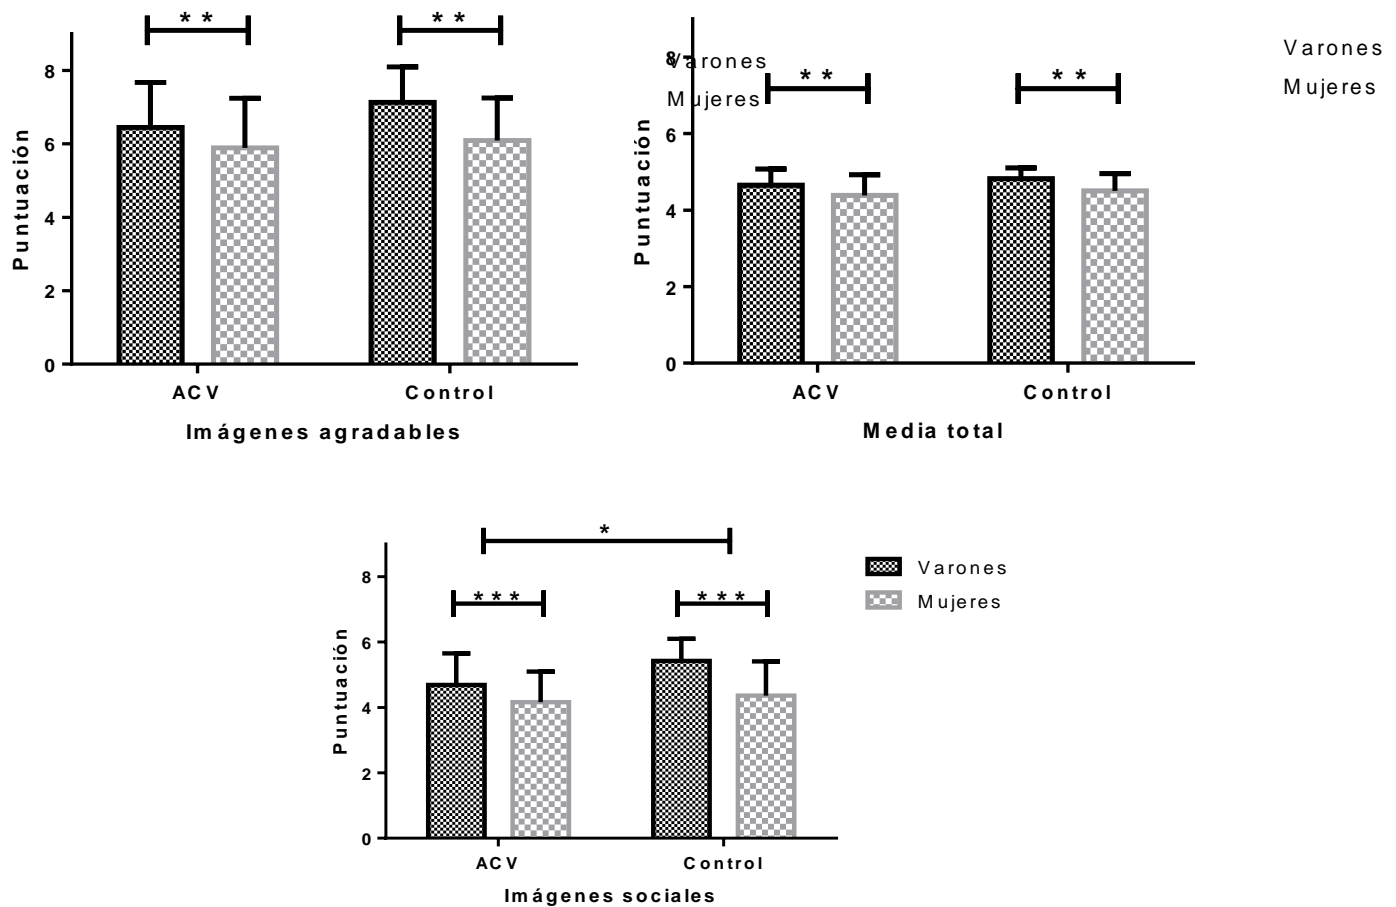 * *
* *
8
6
4
2
0
Puntuación
ACV
Control
Imágenes agradables
Varones
Mujeres
* *
* *
8
6
4
2
0
Puntuación
ACV
Control
Media total
Varones
Mujeres
*
* * *
* * *
8
6
4
2
0
Puntuación
ACV
Control
Imágenes sociales
Varones
Mujeres